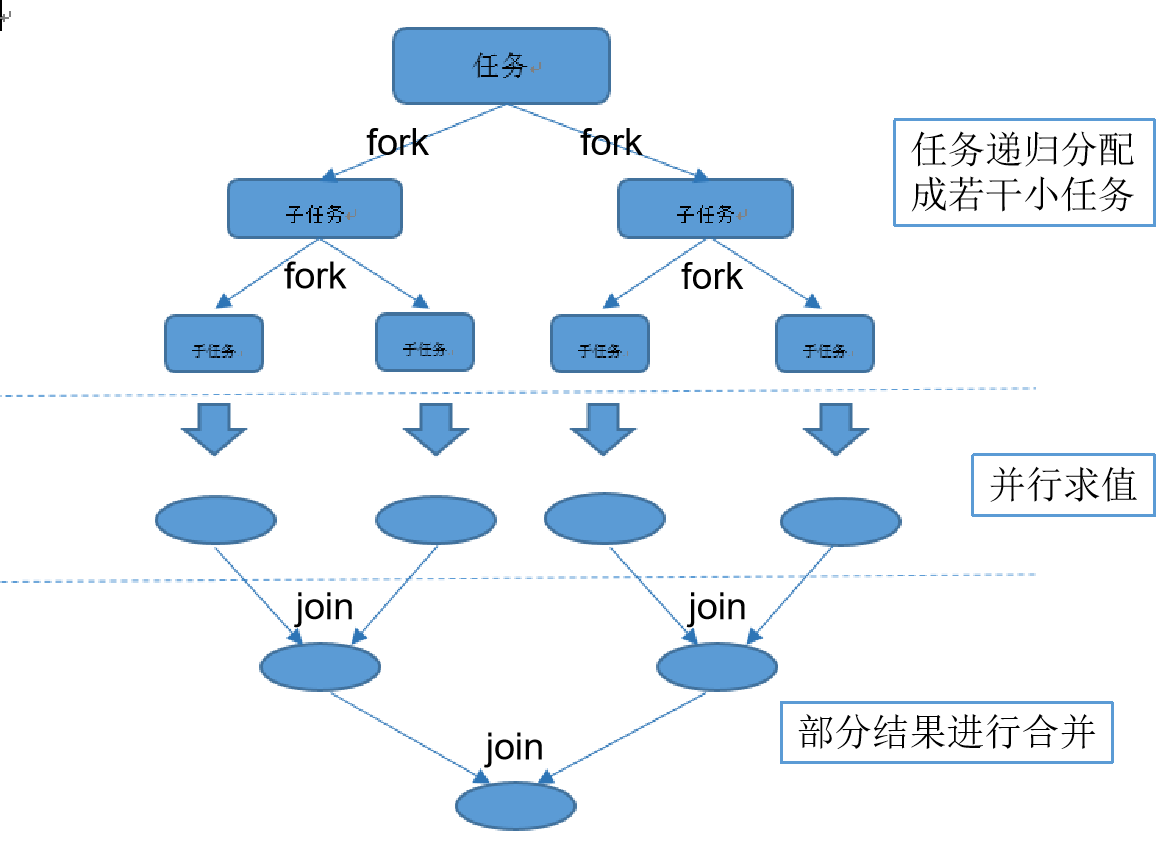 任务
fork
fork
任务递归分配
成若干小任务
子任务
子任务
fork
fork
子任务
子任务
子任务
子任务
并行求值
join
join
部分结果进行合并
join